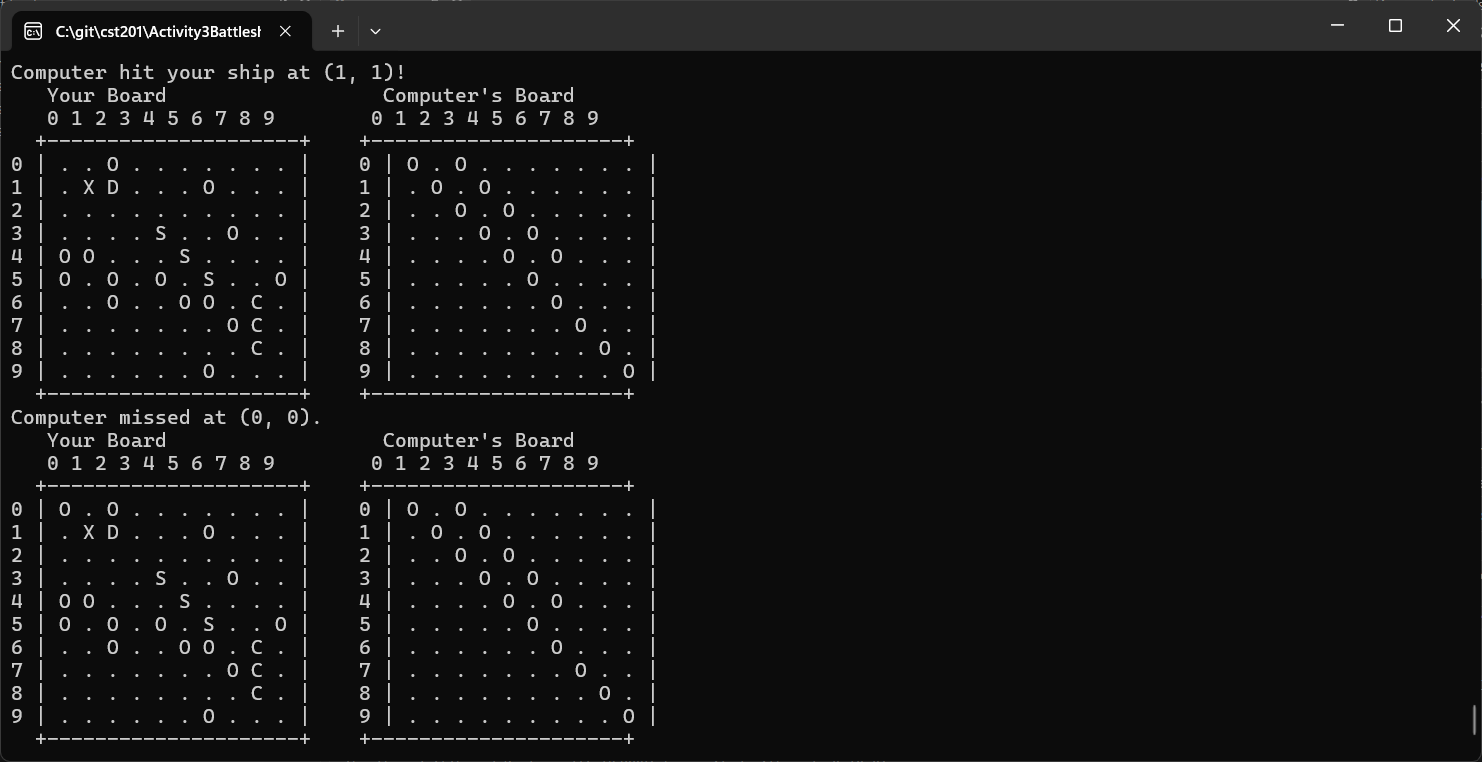 C:\git\cst201\Activity3Battlesh
Computer hit your ship at (1, 1)!
   Your Board                  Computer's Board
   0 1 2 3 4 5 6 7 8 9        0 1 2 3 4 5 6 7 8 9
  +---------------------+    +---------------------+
0 | . . O . . . . . . . |    0 | O . O . . . . . . . |
1 | . X D . . . O . . . |    1 | . O . O . . . . . . |
2 | . . . . . . . . . . |    2 | . . O . O . . . . . |
3 | . . . . S . . O . . |    3 | . . . O . O . . . . |
4 | O O . . . S . . . . |    4 | . . . . O . O . . . |
5 | O . O . O . S . . O |    5 | . . . . . O . . . . |
6 | . . O . . O O . C . |    6 | . . . . . . O . . . |
7 | . . . . . . . O C . |    7 | . . . . . . . O . . |
8 | . . . . . . . . C . |    8 | . . . . . . . . O . |
9 | . . . . . . O . . . |    9 | . . . . . . . . . O |
  +---------------------+    +---------------------+
Computer missed at (0, 0).
   Your Board                  Computer's Board
   0 1 2 3 4 5 6 7 8 9        0 1 2 3 4 5 6 7 8 9
  +---------------------+    +---------------------+
0 | O . O . . . . . . . |    0 | O . O . . . . . . . |
1 | . X D . . . O . . . |    1 | . O . O . . . . . . |
2 | . . . . . . . . . . |    2 | . . O . O . . . . . |
3 | . . . . S . . O . . |    3 | . . . O . O . . . . |
4 | O O . . . S . . . . |    4 | . . . . O . O . . . |
5 | O . O . O . S . . O |    5 | . . . . . O . . . . |
6 | . . O . . O O . C . |    6 | . . . . . . O . . . |
7 | . . . . . . . O C . |    7 | . . . . . . . O . . |
8 | . . . . . . . . C . |    8 | . . . . . . . . O . |
9 | . . . . . . O . . . |    9 | . . . . . . . . . O |
  +---------------------+    +---------------------+